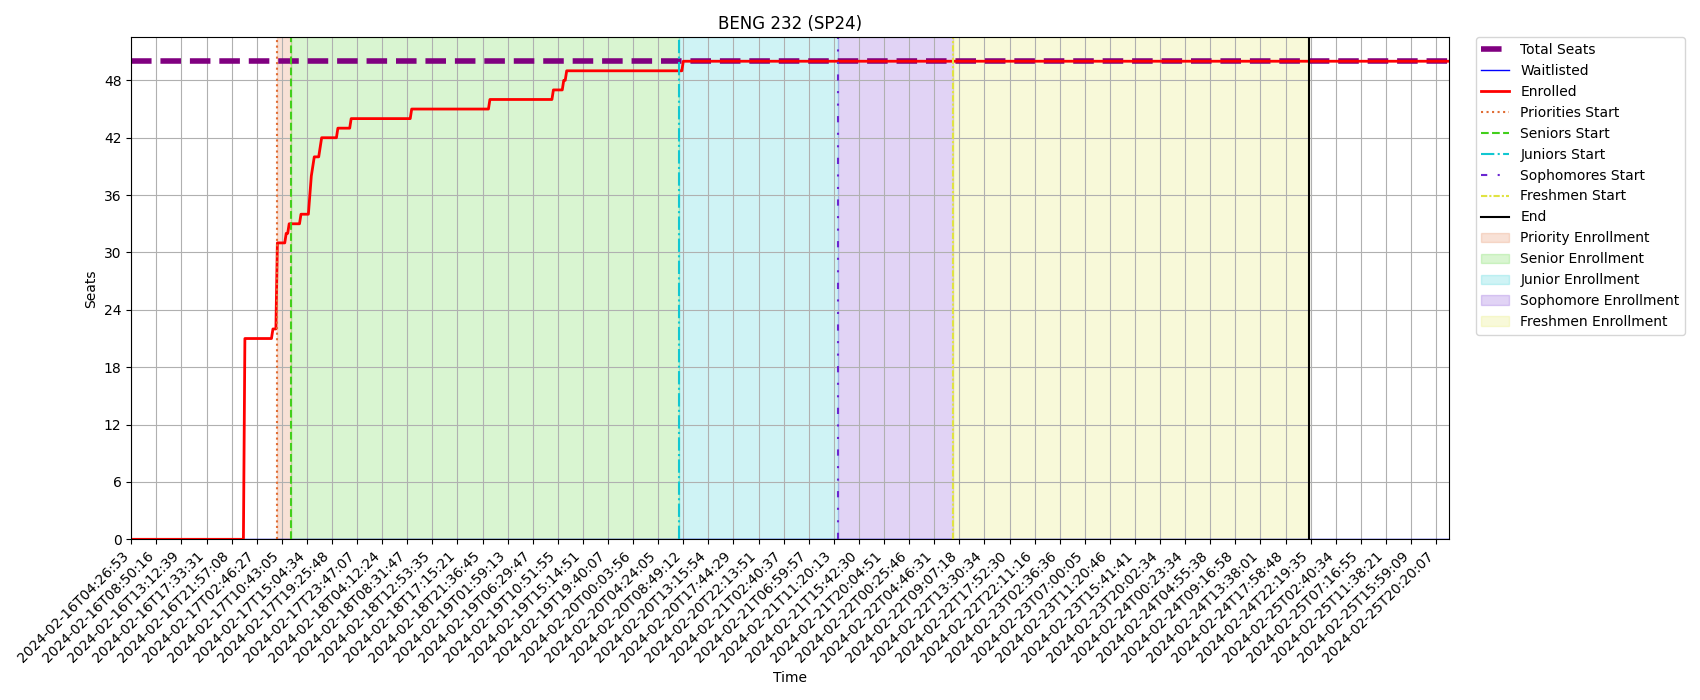 BENG 232 (SP24)
Total Seats
Waitlisted
Enrolled
Priorities Start
Seniors Start
Juniors Start
Sophomores Start
Freshmen Start
End
Priority Enrollment
Senior Enrollment
Junior Enrollment
Sophomore Enrollment
Freshmen Enrollment
Seats
48
42
36
30
24
18
12
6
0
2024-02-16T04:26:53
2024-02-16T08:50:16
2024-02-16T13:12:39
2024-02-16T17:33:31
2024-02-16T21:57:08
2024-02-17T02:46:27
2024-02-17T10:43:05
2024-02-17T15:04:34
2024-02-17T19:25:48
2024-02-17T23:47:07
2024-02-18T04:12:24
2024-02-18T08:31:47
2024-02-18T12:53:35
2024-02-18T17:15:21
2024-02-18T21:36:45
2024-02-19T01:59:13
2024-02-19T06:29:47
2024-02-19T10:51:55
2024-02-19T15:14:51
2024-02-19T19:40:07
2024-02-20T00:03:56
2024-02-20T04:24:05
2024-02-20T08:49:12
2024-02-20T13:15:54
2024-02-20T17:44:29
2024-02-20T22:13:51
2024-02-21T02:40:37
2024-02-21T06:59:57
2024-02-21T11:20:13
2024-02-21T15:42:30
2024-02-21T20:04:51
2024-02-22T00:25:46
2024-02-22T04:46:31
2024-02-22T09:07:18
2024-02-22T13:30:34
2024-02-22T17:52:30
2024-02-22T22:11:16
2024-02-23T02:36:36
2024-02-23T07:00:05
2024-02-23T11:20:46
2024-02-23T15:41:41
2024-02-23T20:02:34
2024-02-24T00:23:34
2024-02-24T04:55:38
2024-02-24T09:16:58
2024-02-24T13:38:01
2024-02-24T17:58:48
2024-02-24T22:19:35
2024-02-25T02:40:34
2024-02-25T07:16:55
2024-02-25T11:38:21
2024-02-25T15:59:09
2024-02-25T20:20:07
Time